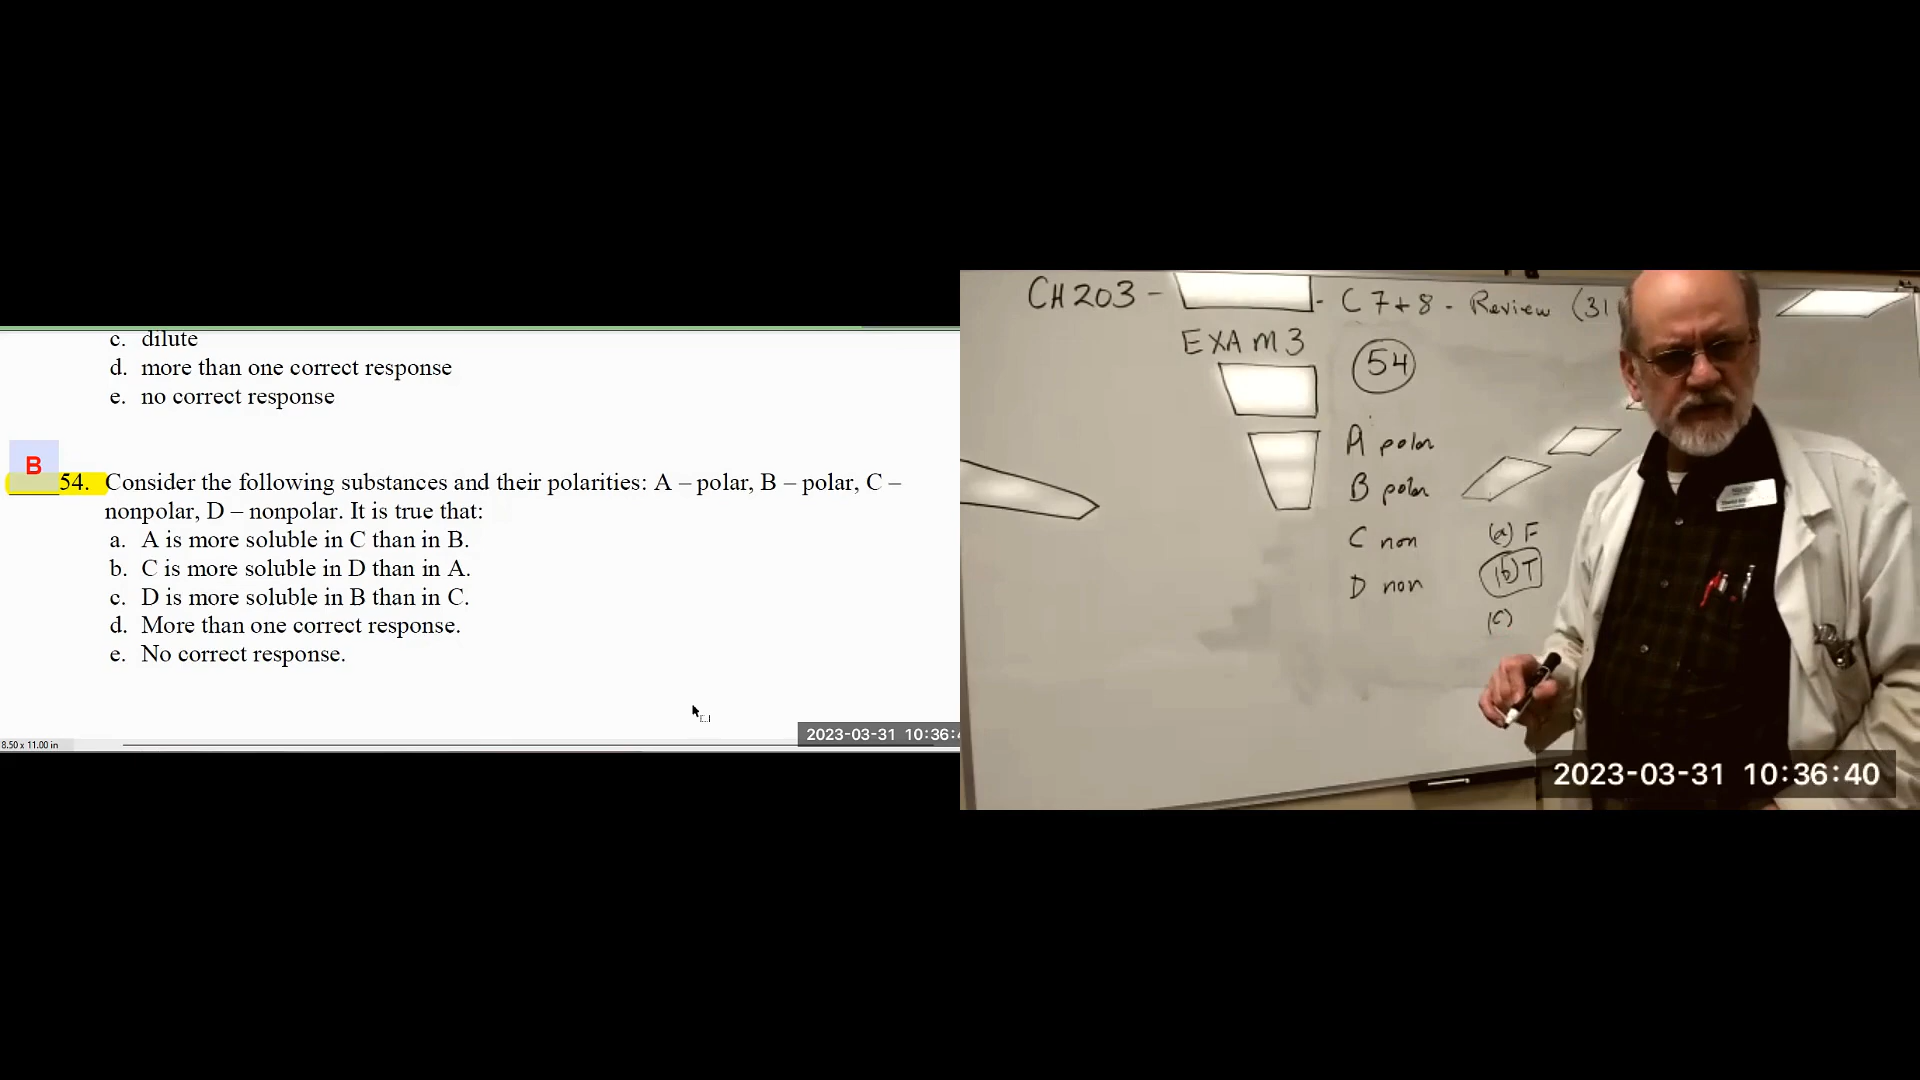 c. dilute
d. more than one correct response
e. no correct response
B
54. Consider the following substances and their polarities: A – polar, B – polar, C –
nonpolar, D – nonpolar. It is true that:
a. A is more soluble in C than in B.
b. C is more soluble in D than in A.
c. D is more soluble in B than in C.
d. More than one correct response.
e. No correct response.
8.50 x 11.00 in
2023-03-31 10:36:4
CH203 - - C 7+8 - Review (31
EXAM 3
54
A polar
B polar
C non
D non
(a) F
(b) T
(c)
2023-03-31 10:36:40